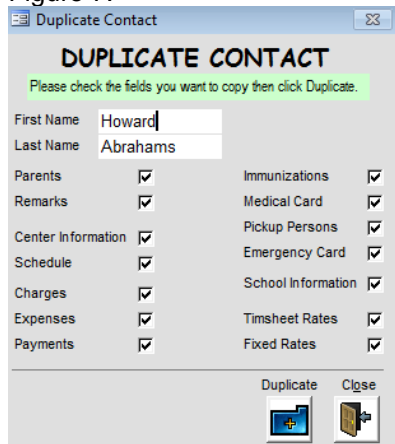 Duplicate Contact
DUPLICATE CONTACT
Please check the fields you want to copy then click Duplicate.
First Name Howard
Last Name Abrahams
Parents Immunizations
Remarks Medical Card
Center Information Pickup Persons
Schedule Emergency Card
Charges School Information
Expenses Timsheet Rates
Payments Fixed Rates
Duplicate Close